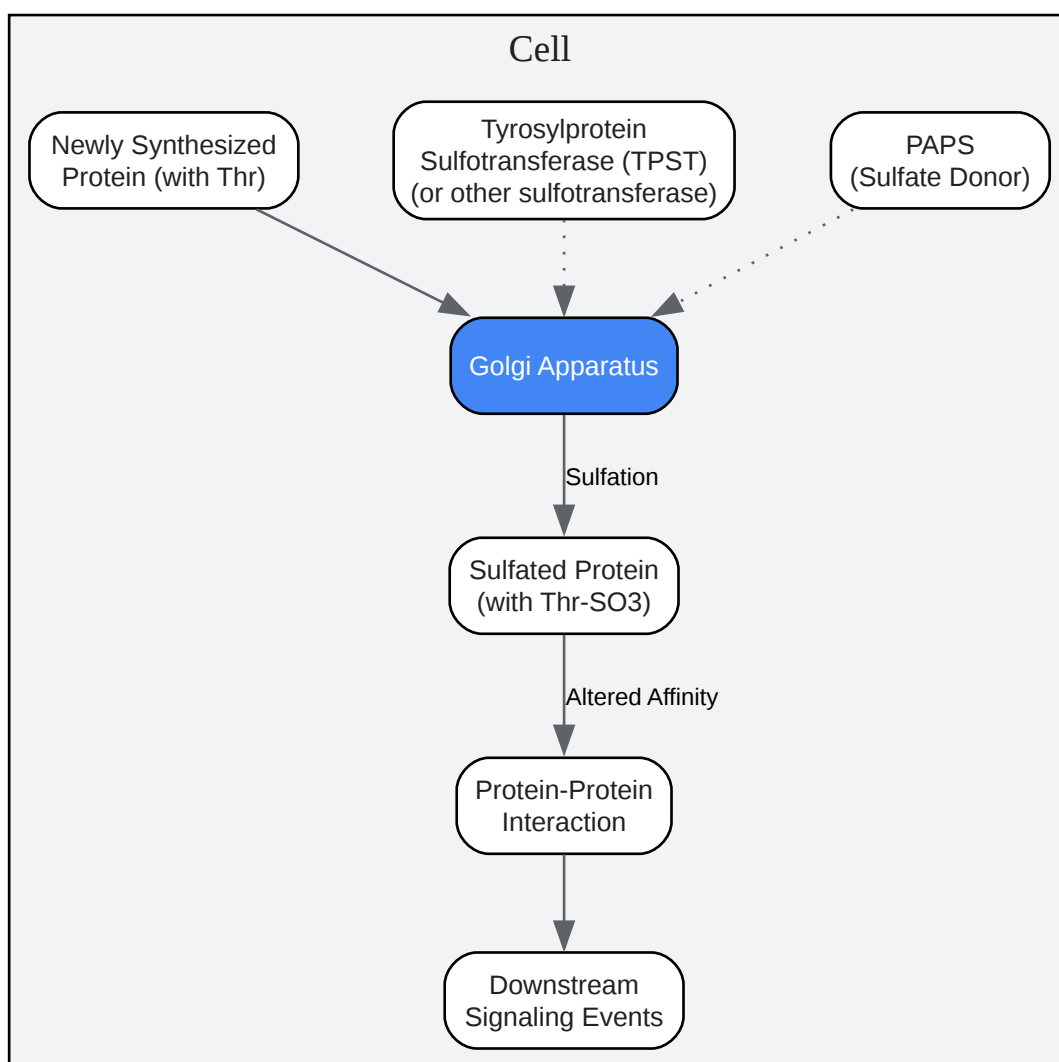 Cell
Newly Synthesized
Protein (with Thr)
Tyrosylprotein
Sulfotransferase (TPST)
(or other sulfotransferase)
PAPS
(Sulfate Donor)
Golgi Apparatus
Sulfation
Sulfated Protein
(with Thr-SO3)
Altered Affinity
Protein-Protein
Interaction
Downstream
Signaling Events